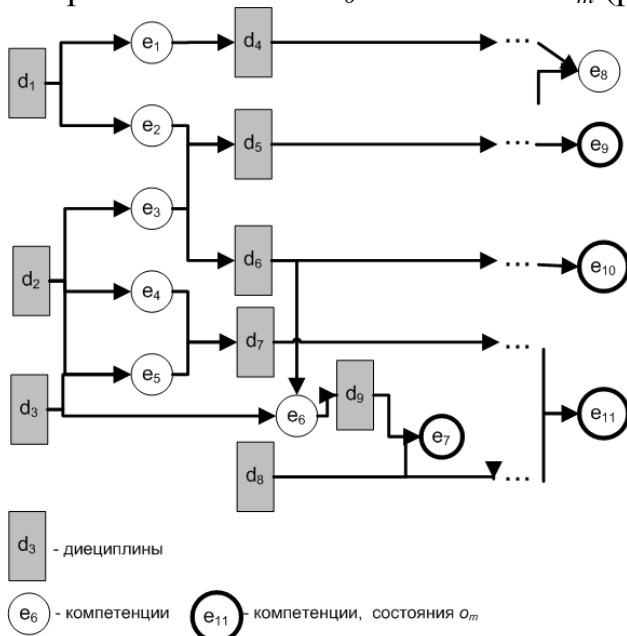 o m (р
e1
d4
...
e8
d1
e2
d5
...
e9
e3
d2
d6
...
e10
e4
d7
...
e5
d3
d9
e6
e7
e11
d8
...
d3 - диециплины
e6 - компетенции
e11 - компетенции, состояния om